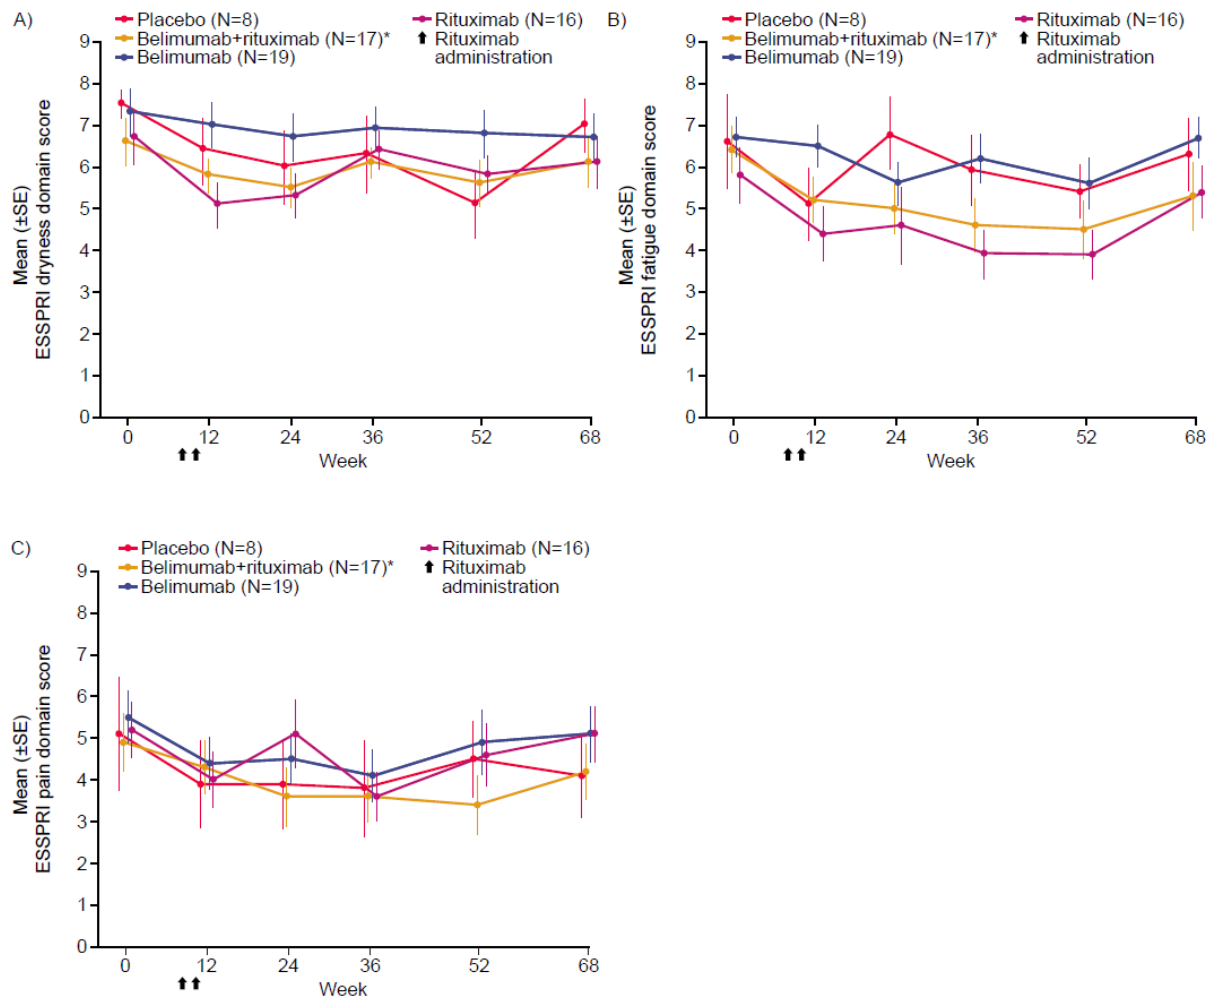 A)
Placebo (N=8)
Belimumab+rituximab (N=17)*
Belimumab (N=19)
Rituximab (N=16)
Rituximab
administration
Mean (±SE)
ESSPRI dryness domain score
9
8
7
6
5
4
3
2
1
0
0 12 24 36 52 68
Week
B)
Placebo (N=8)
Belimumab+rituximab (N=17)*
Belimumab (N=19)
Rituximab (N=16)
Rituximab
administration
Mean (±SE)
ESSPRI fatigue domain score
9
8
7
6
5
4
3
2
1
0
0 12 24 36 52 68
Week
C)
Placebo (N=8)
Belimumab+rituximab (N=17)*
Belimumab (N=19)
Rituximab (N=16)
Rituximab
administration
Mean (±SE)
ESSPRI pain domain score
9
8
7
6
5
4
3
2
1
0
0 12 24 36 52 68
Week